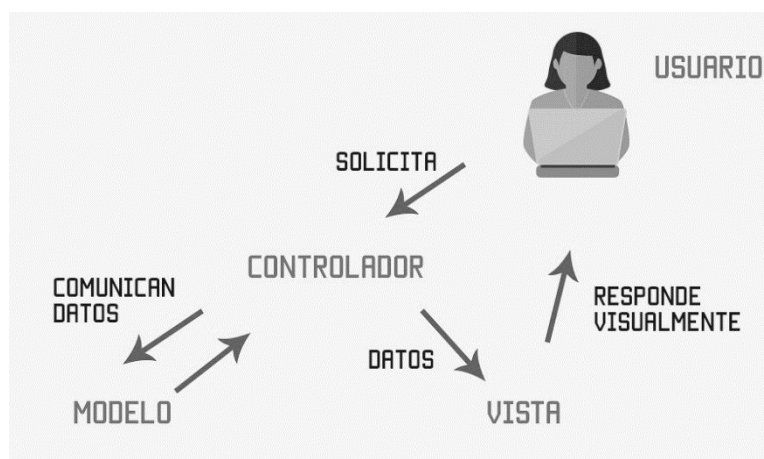 USUARIO
SOLICITA
CONTROLADOR
COMUNICAN
DATOS
RESPONDE
VISUALMENTE
DATOS
MODELO
VISTA